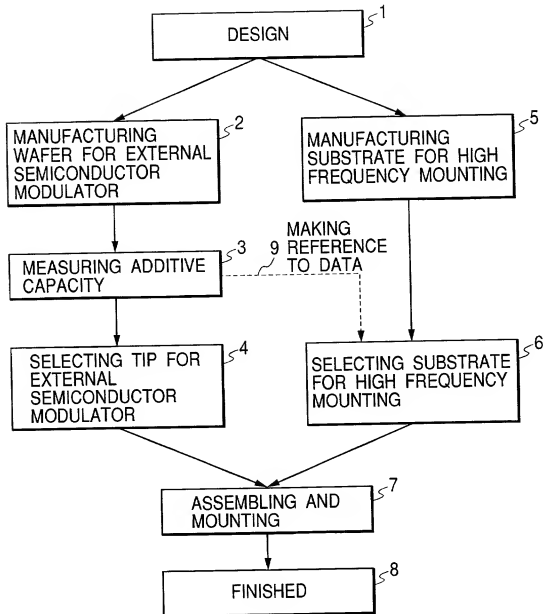 1
DESIGN
2
MANUFACTURING
WAFER FOR EXTERNAL
SEMICONDUCTOR
MODULATOR
5
MANUFACTURING
SUBSTRATE FOR HIGH
FREQUENCY MOUNTING
3
MEASURING ADDITIVE
CAPACITY
9
MAKING
REFERENCE
TO DATA
4
SELECTING TIP FOR
EXTERNAL
SEMICONDUCTOR
MODULATOR
6
SELECTING SUBSTRATE
FOR HIGH FREQUENCY
MOUNTING
7
ASSEMBLING AND
MOUNTING
8
FINISHED